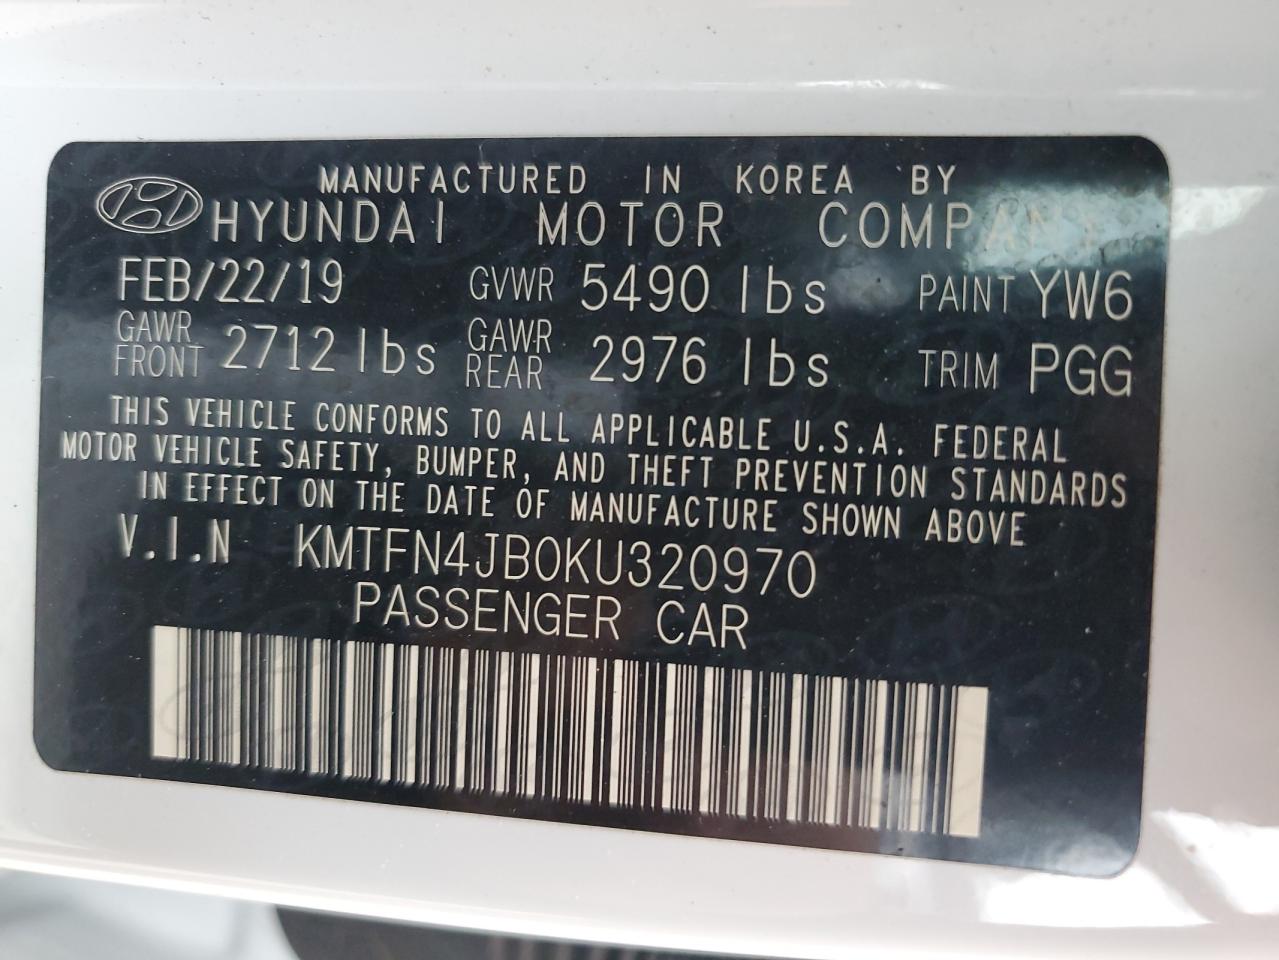 MANUFACTURED IN KOREA BY
HYUNDAI MOTOR COMPANY
FEB/22/19 GVWR 5490 lbs PAINT YW6
GAWR FRONT 2712 lbs GAWR REAR 2976 lbs TRIM PGG
THIS VEHICLE CONFORMS TO ALL APPLICABLE U.S.A. FEDERAL
MOTOR VEHICLE SAFETY, BUMPER, AND THEFT PREVENTION STANDARDS
IN EFFECT ON THE DATE OF MANUFACTURE SHOWN ABOVE
V.I.N KMTFN4JB0KU320970
PASSENGER CAR